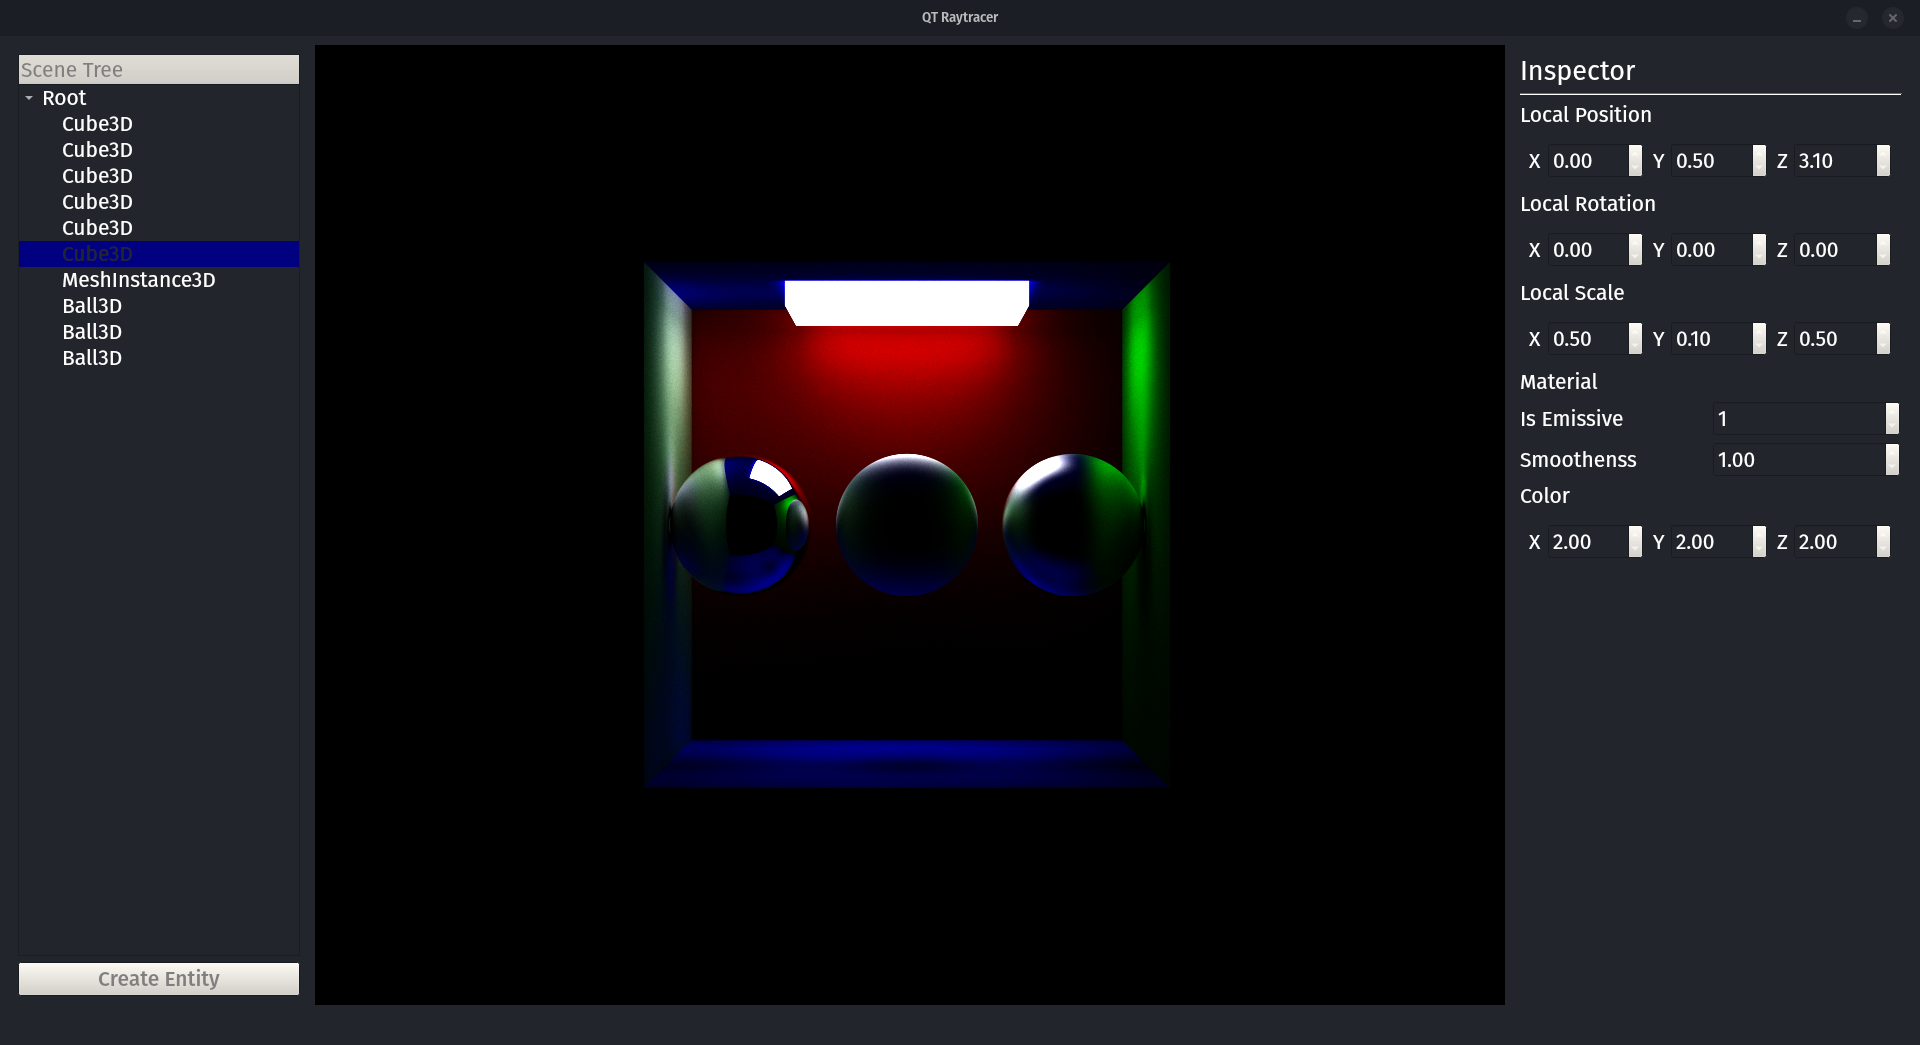 QT Raytracer
Scene Tree
Root
Cube3D
Cube3D
Cube3D
Cube3D
Cube3D
Cube3D
MeshInstance3D
Ball3D
Ball3D
Ball3D
Create Entity
Inspector
Local Position
X 0.00 Y 0.50 Z 3.10
Local Rotation
X 0.00 Y 0.00 Z 0.00
Local Scale
X 0.50 Y 0.10 Z 0.50
Material
Is Emissive 1
Smoothenss 1.00
Color
X 2.00 Y 2.00 Z 2.00